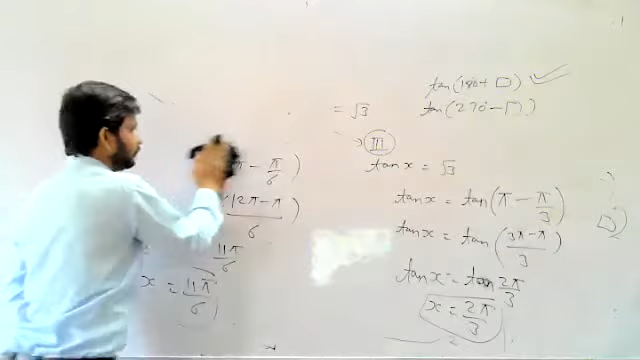 tan(180+□) ✓
= √3 tan(270-□)
III
tan x = √3
π - π/6)
tan x = tan(π - π/3)
12π-π/6)
tan x = tan(3π-π/3)
11π/6
tan x = tan 2π/3
x = 11π/6
x = 2π/3